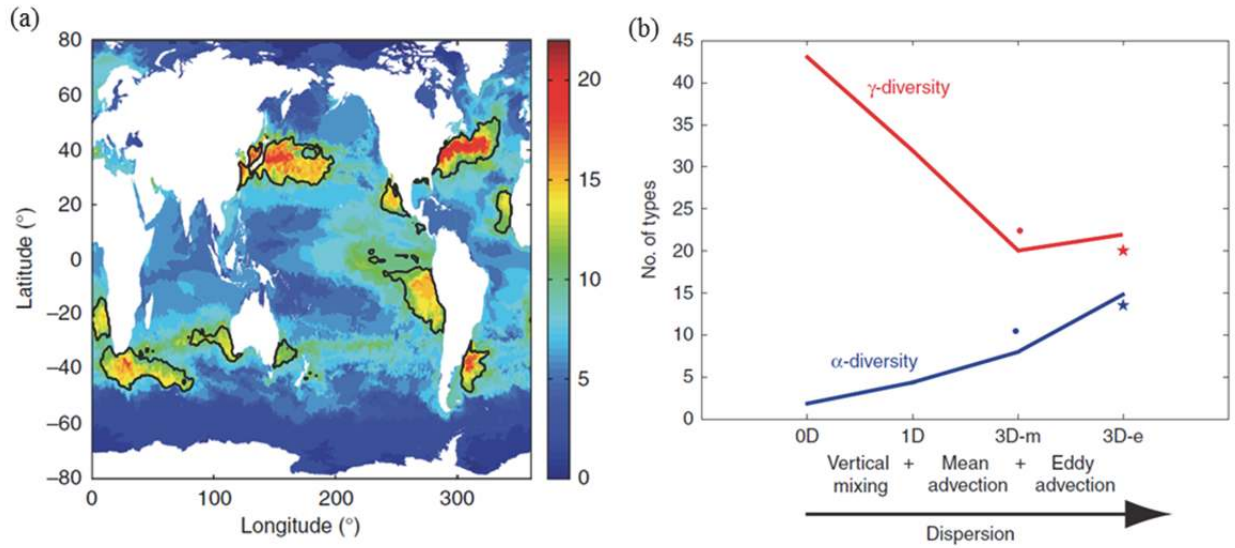 (a)
80
60
40
20
0
−20
−40
−60
−80
Latitude (°)
0
100
200
300
Longitude (°)
20
15
10
5
0
(b)
45
40
35
30
25
20
15
10
5
0
No. of types
γ-diversity
α-diversity
0D 1D 3D-m 3D-e
Vertical + Mean + Eddy
mixing advection advection
Dispersion